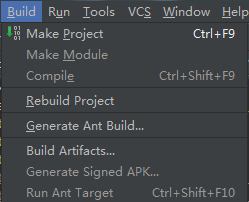 Build Run Tools VCS Window Help
Make Project Ctrl+F9
Make Module
Compile Ctrl+Shift+F9
Rebuild Project
Generate Ant Build...
Build Artifacts...
Generate Signed APK...
Run Ant Target Ctrl+Shift+F10